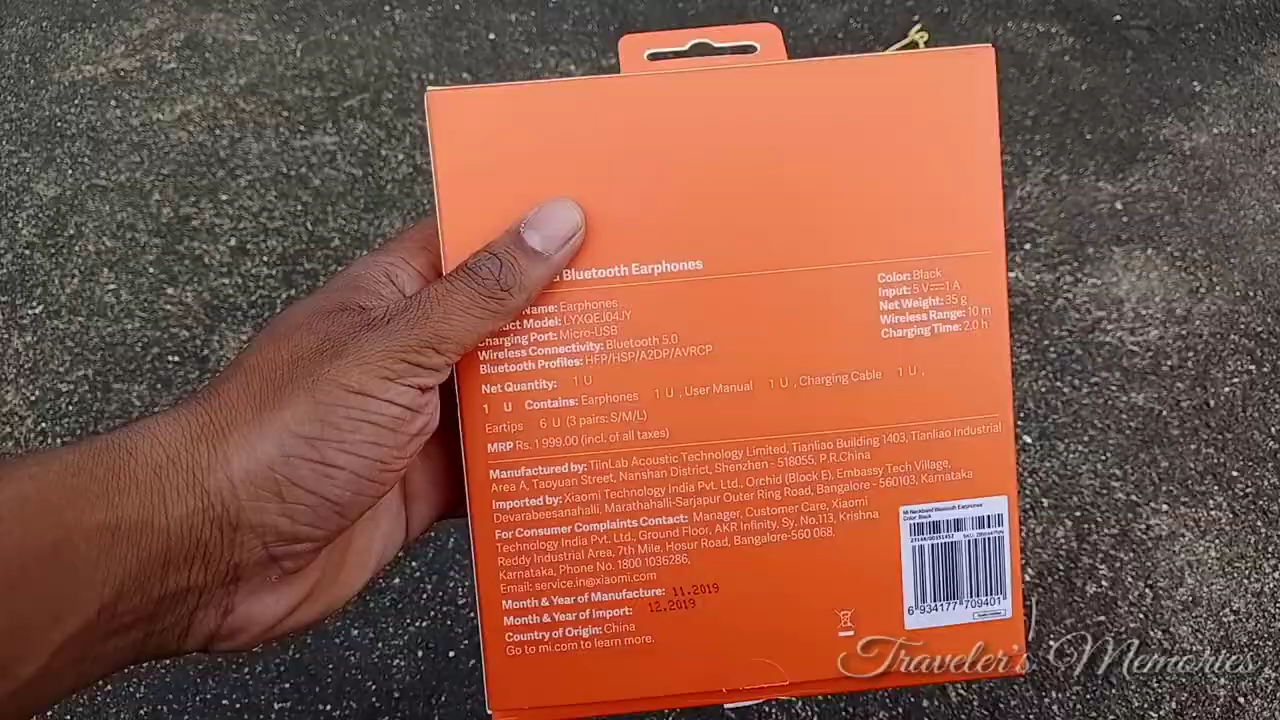 Bluetooth Earphones
Name: Earphones
Model: LYXQEJ04JY
Charging Port: Micro-USB
Wireless Connectivity: Bluetooth 5.0
Bluetooth Profiles: HFP/HSP/A2DP/AVRCP
Color: Black
Input: 5 V⎓1 A
Net Weight: 35 g
Wireless Range: 10 m
Charging Time: 2.0 h
Net Quantity: 1 U
1 U Contains: Earphones 1 U , User Manual 1 U , Charging Cable 1 U ,
Eartips 6 U (3 pairs: S/M/L)
MRP Rs. 1999.00 (incl. of all taxes)
Manufactured by: TiinLab Acoustic Technology Limited, Tianliao Building 1403, Tianliao Industrial
Area A, Taoyuan Street, Nanshan District, Shenzhen - 518055, P.R.China
Imported by: Xiaomi Technology India Pvt. Ltd., Orchid (Block E), Embassy Tech Village,
Devarabeesanahalli, Marathahalli-Sarjapur Outer Ring Road, Bangalore - 560103, Karnataka
For Consumer Complaints Contact: Manager, Customer Care, Xiaomi
Technology India Pvt. Ltd., Ground Floor, AKR Infinity, Sy. No.113, Krishna
Reddy Industrial Area, 7th Mile, Hosur Road, Bangalore-560 068,
Karnataka, Phone No. 1800 1036286,
Email: service.in@xiaomi.com
Month & Year of Manufacture: 11.2019
Month & Year of Import: 12.2019
Country of Origin: China
Go to mi.com to learn more.
Mi Neckband Bluetooth Earphones
Color: Black
6 934177 709401
Traveler's Memories